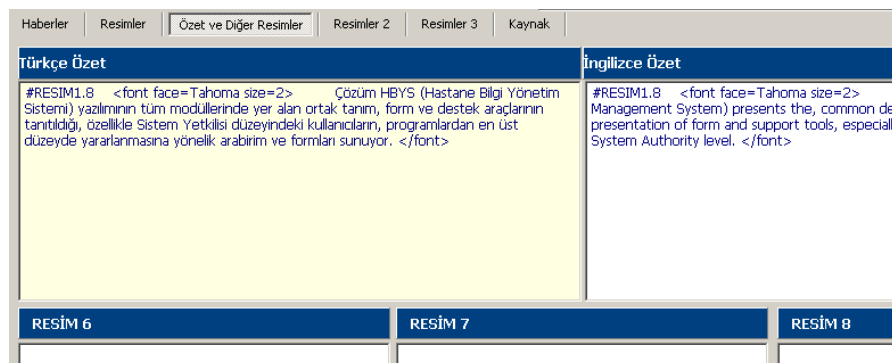 Haberler Resimler Özet ve Diğer Resimler Resimler 2 Resimler 3 Kaynak
Türkçe Özet
#RESIM1.8 <font face=Tahoma size=2> Çözüm HBYS (Hastane Bilgi Yönetim
Sistemi) yazılımının tüm modüllerinde yer alan ortak tanım, form ve destek araçlarının
tanıtıldığı, özellikle Sistem Yetkilisi düzeyindeki kullanıcıların, programlardan en üst
düzeyde yararlanmasına yönelik arabirim ve formları sunuyor. </font>
İngilizce Özet
#RESIM1.8 <font face=Tahoma size=2>
Management System) presents the, common de
presentation of form and support tools, especiall
System Authority level. </font>
RESİM 6 RESİM 7 RESİM 8